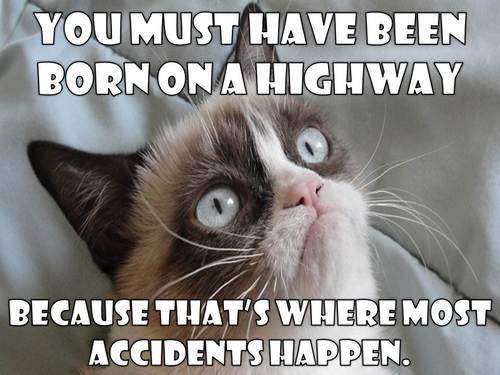 YOU MUST HAVE BEEN
BORN ON A HIGHWAY
BECAUSE THAT'S WHERE MOST
ACCIDENTS HAPPEN.